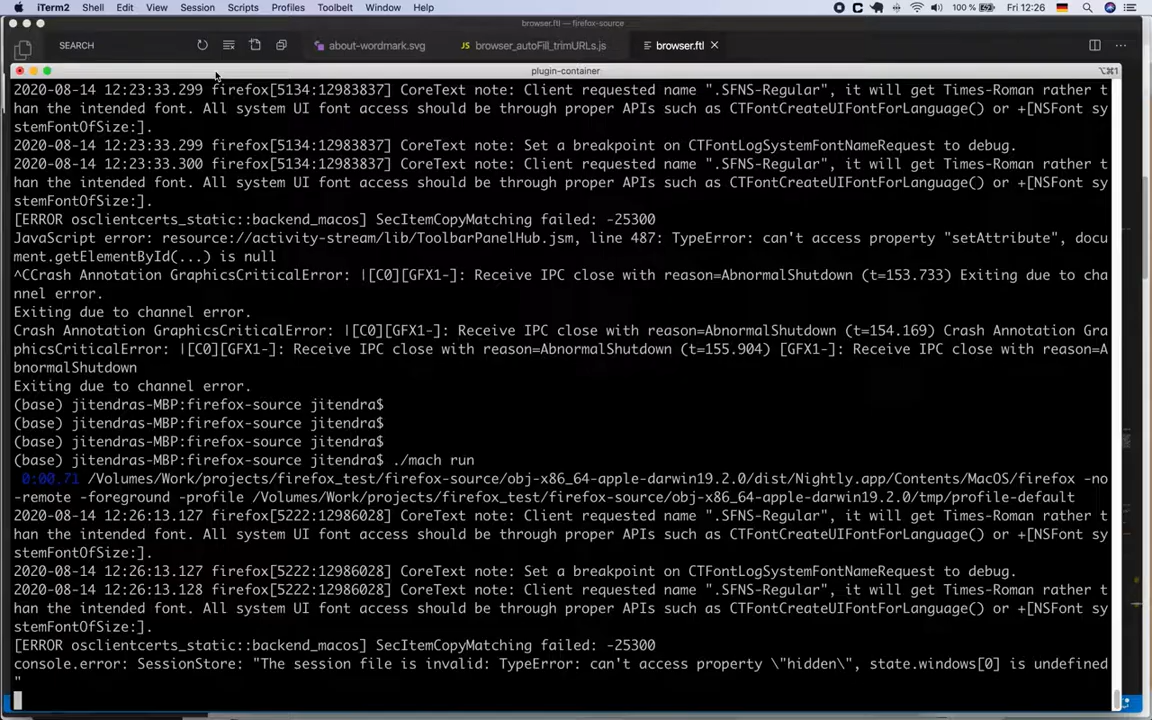 iTerm2 Shell Edit View Session Scripts Profiles Toolbelt Window Help 100 % Fri 12:26
browser.ftl — firefox-source
SEARCH about-wordmark.svg JS browser_autoFill_trimURLs.js browser.ftl
plugin-container ⌥⌘1
2020-08-14 12:23:33.299 firefox[5134:12983837] CoreText note: Client requested name ".SFNS-Regular", it will get Times-Roman rather t
han the intended font. All system UI font access should be through proper APIs such as CTFontCreateUIFontForLanguage() or +[NSFont sy
stemFontOfSize:].
2020-08-14 12:23:33.299 firefox[5134:12983837] CoreText note: Set a breakpoint on CTFontLogSystemFontNameRequest to debug.
2020-08-14 12:23:33.300 firefox[5134:12983837] CoreText note: Client requested name ".SFNS-Regular", it will get Times-Roman rather t
han the intended font. All system UI font access should be through proper APIs such as CTFontCreateUIFontForLanguage() or +[NSFont sy
stemFontOfSize:].
[ERROR osclientcerts_static::backend_macos] SecItemCopyMatching failed: -25300
JavaScript error: resource://activity-stream/lib/ToolbarPanelHub.jsm, line 487: TypeError: can't access property "setAttribute", docu
ment.getElementById(...) is null
^CCrash Annotation GraphicsCriticalError: |[C0][GFX1-]: Receive IPC close with reason=AbnormalShutdown (t=153.733) Exiting due to cha
nnel error.
Exiting due to channel error.
Crash Annotation GraphicsCriticalError: |[C0][GFX1-]: Receive IPC close with reason=AbnormalShutdown (t=154.169) Crash Annotation Gra
phicsCriticalError: |[C0][GFX1-]: Receive IPC close with reason=AbnormalShutdown (t=155.904) [GFX1-]: Receive IPC close with reason=A
bnormalShutdown
Exiting due to channel error.
(base) jitendras-MBP:firefox-source jitendra$
(base) jitendras-MBP:firefox-source jitendra$
(base) jitendras-MBP:firefox-source jitendra$
(base) jitendras-MBP:firefox-source jitendra$ ./mach run
0:00.71 /Volumes/Work/projects/firefox_test/firefox-source/obj-x86_64-apple-darwin19.2.0/dist/Nightly.app/Contents/MacOS/firefox -no
-remote -foreground -profile /Volumes/Work/projects/firefox_test/firefox-source/obj-x86_64-apple-darwin19.2.0/tmp/profile-default
2020-08-14 12:26:13.127 firefox[5222:12986028] CoreText note: Client requested name ".SFNS-Regular", it will get Times-Roman rather t
han the intended font. All system UI font access should be through proper APIs such as CTFontCreateUIFontForLanguage() or +[NSFont sy
stemFontOfSize:].
2020-08-14 12:26:13.127 firefox[5222:12986028] CoreText note: Set a breakpoint on CTFontLogSystemFontNameRequest to debug.
2020-08-14 12:26:13.128 firefox[5222:12986028] CoreText note: Client requested name ".SFNS-Regular", it will get Times-Roman rather t
han the intended font. All system UI font access should be through proper APIs such as CTFontCreateUIFontForLanguage() or +[NSFont sy
stemFontOfSize:].
[ERROR osclientcerts_static::backend_macos] SecItemCopyMatching failed: -25300
console.error: SessionStore: "The session file is invalid: TypeError: can't access property \"hidden\", state.windows[0] is undefined
"